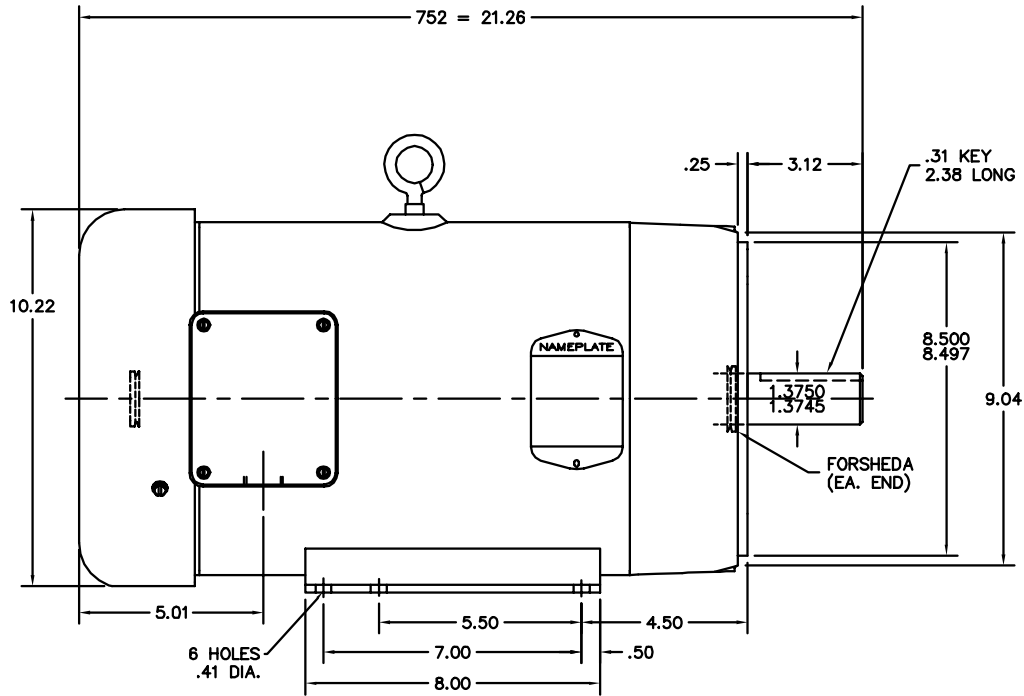 752 = 21.26
.25
3.12
.31 KEY
2.38 LONG
10.22
NAMEPLATE
8.500
8.497
1.3750
1.3745
9.04
FORSHEDA
(EA. END)
5.01
5.50
4.50
6 HOLES
.41 DIA.
7.00
.50
8.00